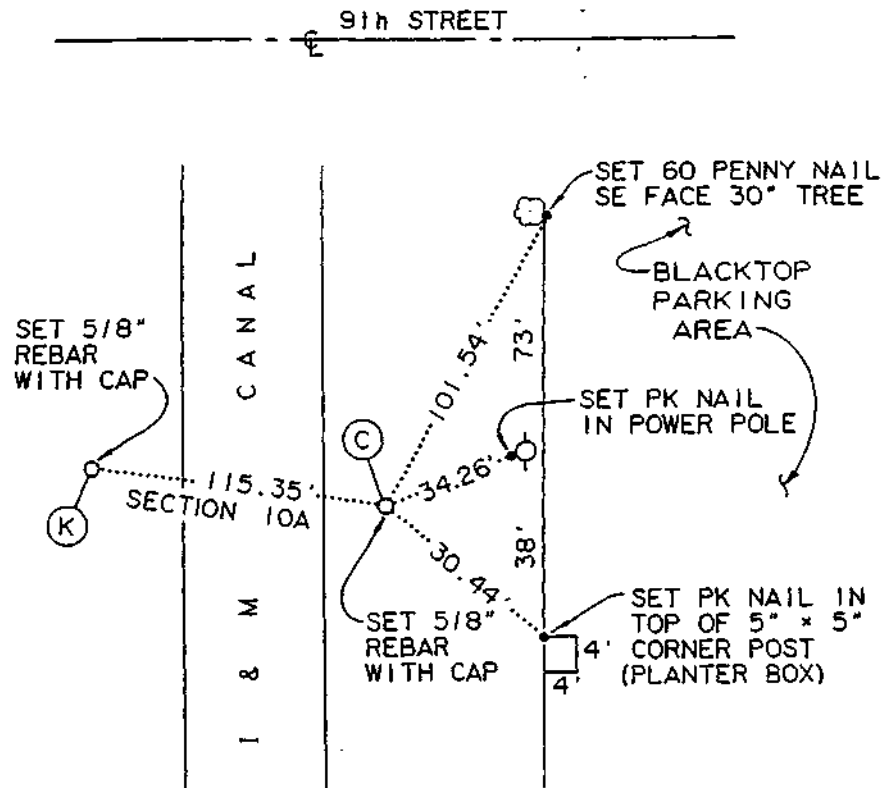 9th STREET
℄
SET 60 PENNY NAIL
SE FACE 30" TREE
BLACKTOP
PARKING
AREA
I & M CANAL
SET 5/8"
REBAR
WITH CAP
101.54'
73'
SET PK NAIL
IN POWER POLE
C
34.26'
115.35'
SECTION 10A
K
30.44'
38'
SET 5/8"
REBAR
WITH CAP
SET PK NAIL IN
TOP OF 5" × 5"
CORNER POST
(PLANTER BOX)
4'
4'